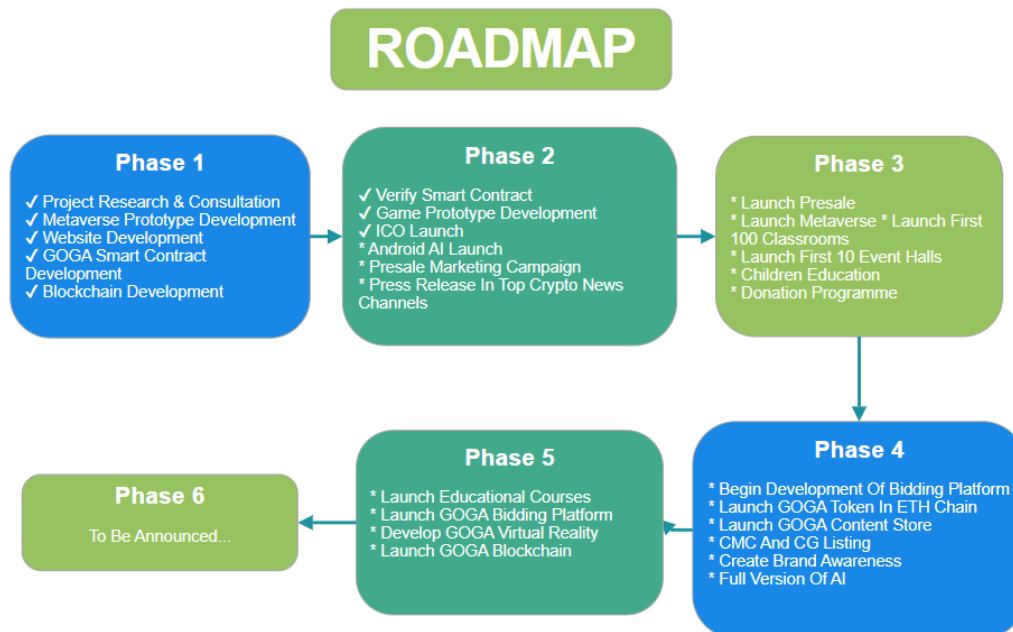 ROADMAP
Phase 1
✓ Project Research & Consultation
✓ Metaverse Prototype Development
✓ Website Development
✓ GOGA Smart Contract
Development
✓ Blockchain Development
Phase 2
✓ Verify Smart Contract
✓ Game Prototype Development
✓ ICO Launch
* Android AI Launch
* Presale Marketing Campaign
* Press Release In Top Crypto News
Channels
Phase 3
* Launch Presale
* Launch Metaverse * Launch First
100 Classrooms
* Launch First 10 Event Halls
* Children Education
* Donation Programme
Phase 4
* Begin Development Of Bidding Platform
* Launch GOGA Token In ETH Chain
* Launch GOGA Content Store
* CMC And CG Listing
* Create Brand Awareness
* Full Version Of AI
Phase 5
* Launch Educational Courses
* Launch GOGA Bidding Platform
* Develop GOGA Virtual Reality
* Launch GOGA Blockchain
Phase 6
To Be Announced...